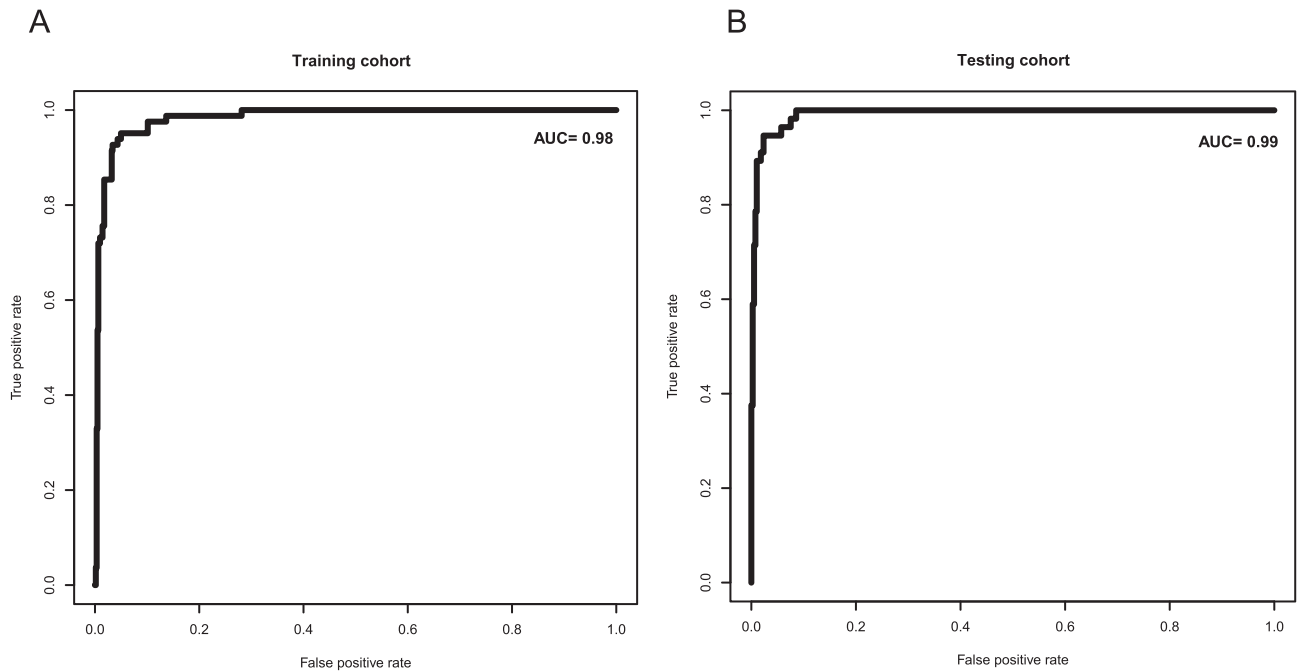 A
Training cohort
AUC= 0.98
True positive rate
1.0
0.8
0.6
0.4
0.2
0.0
0.0 0.2 0.4 0.6 0.8 1.0
False positive rate
B
Testing cohort
AUC= 0.99
True positive rate
1.0
0.8
0.6
0.4
0.2
0.0
0.0 0.2 0.4 0.6 0.8 1.0
False positive rate